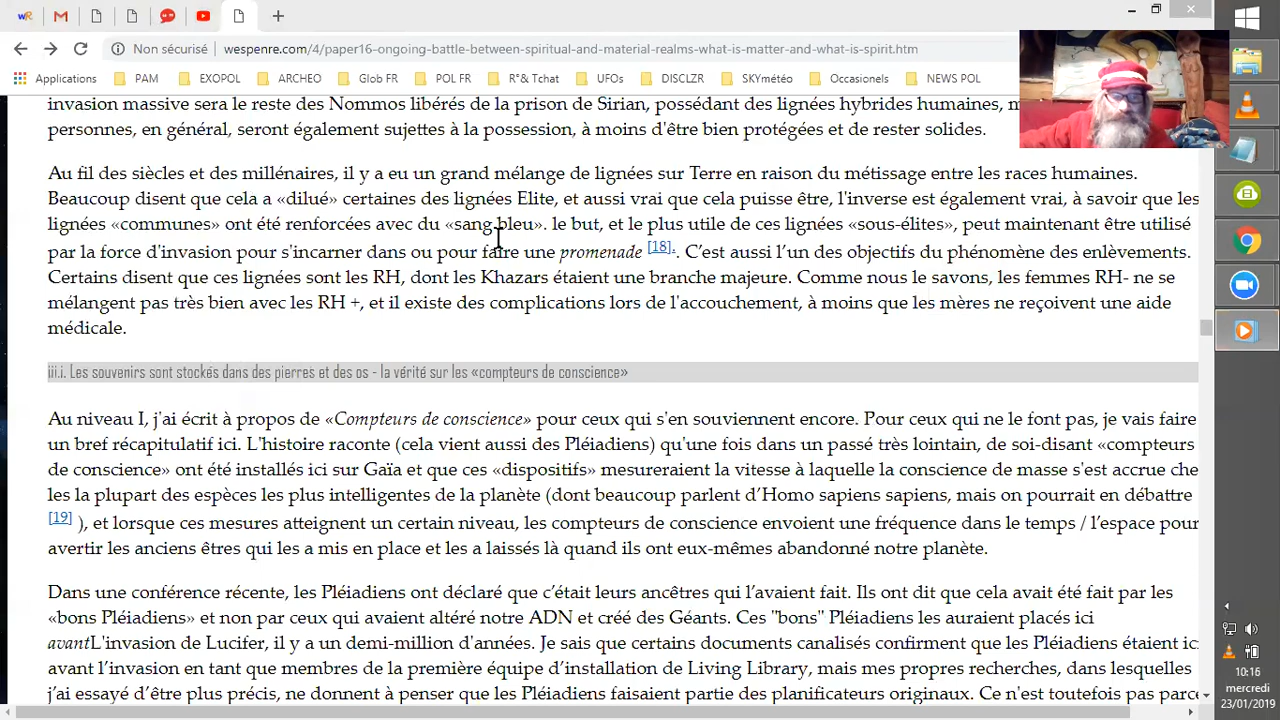 Non sécurisé
wespenre.com/4/paper16-ongoing-battle-between-spiritual-and-material-realms-what-is-matter-and-what-is-spirit.htm
Applications PAM EXOPOL ARCHEO Glob FR POL FR R°& Tchat UFOs DISCLZR SKYmétéo Occasionel NEWS POL
invasion massive sera le reste des Nommos libérés de la prison de Sirian, possédant des lignées hybrides humaines,
personnes, en général, seront également sujettes à la possession, à moins d'être bien protégées et de rester solides.
Au fil des siècles et des millénaires, il y a eu un grand mélange de lignées sur Terre en raison du métissage entre les races humaines.
Beaucoup disent que cela a «dilué» certaines des lignées Elita, et aussi vrai que cela puisse être, l'inverse est également vrai, à savoir que les
lignées «communes» ont été renforcées avec du «sang bleu». le but, et le plus utile de ces lignées «sous-élites», peut maintenant être utilisé
par la force d'invasion pour s'incarner dans ou pour faire une promenade [18]. C'est aussi l'un des objectifs du phénomène des enlèvements.
Certains disent que ces lignées sont les RH, dont les Khazars étaient une branche majeure. Comme nous le savons, les femmes RH- ne se
mélangent pas très bien avec les RH +, et il existe des complications lors de l'accouchement, à moins que les mères ne reçoivent une aide
médicale.
iii.i. Les souvenirs sont stockés dans des pierres et des os - la vérité sur les «compteurs de conscience»
Au niveau I, j'ai écrit à propos de «Compteurs de conscience» pour ceux qui s'en souviennent encore. Pour ceux qui ne le font pas, je vais faire
un bref récapitulatif ici. L'histoire raconte (cela vient aussi des Pléiadiens) qu'une fois dans un passé très lointain, de soi-disant «compteurs
de conscience» ont été installés ici sur Gaïa et que ces «dispositifs» mesureraient la vitesse à laquelle la conscience de masse s'est accrue che
les la plupart des espèces les plus intelligentes de la planète (dont beaucoup parlent d'Homo sapiens sapiens, mais on pourrait en débattre
[19] ), et lorsque ces mesures atteignent un certain niveau, les compteurs de conscience envoient une fréquence dans le temps / l'espace pour
avertir les anciens êtres qui les a mis en place et les a laissés là quand ils ont eux-mêmes abandonné notre planète.
Dans une conférence récente, les Pléiadiens ont déclaré que c'était leurs ancêtres qui l'avaient fait. Ils ont dit que cela avait été fait par les
«bons Pléiadiens» et non par ceux qui avaient altéré notre ADN et créé des Géants. Ces "bons" Pléiadiens les auraient placés ici
avantL'invasion de Lucifer, il y a un demi-million d'années. Je sais que certains documents canalisés confirment que les Pléiadiens étaient ic
avant l'invasion en tant que membres de la première équipe d'installation de Living Library, mais mes propres recherches, dans lesquelles
j'ai essayé d'être plus précis, ne donnent à penser que les Pléiadiens faisaient partie des planificateurs originaux. Ce n'est toutefois pas parce
10:16
mercredi
23/01/2019